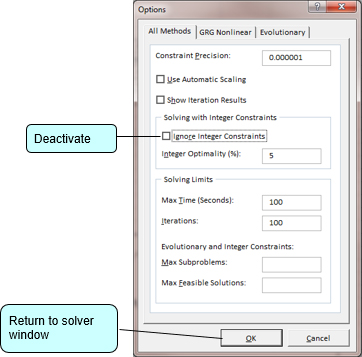 Options
?
All Methods GRG Nonlinear Evolutionary
Constraint Precision: 0.000001
Use Automatic Scaling
Show Iteration Results
Solving with Integer Constraints
Deactivate
Ignore Integer Constraints
Integer Optimality (%): 5
Solving Limits
Max Time (Seconds): 100
Iterations: 100
Evolutionary and Integer Constraints:
Max Subproblems:
Max Feasible Solutions:
Return to solver
window
OK Cancel